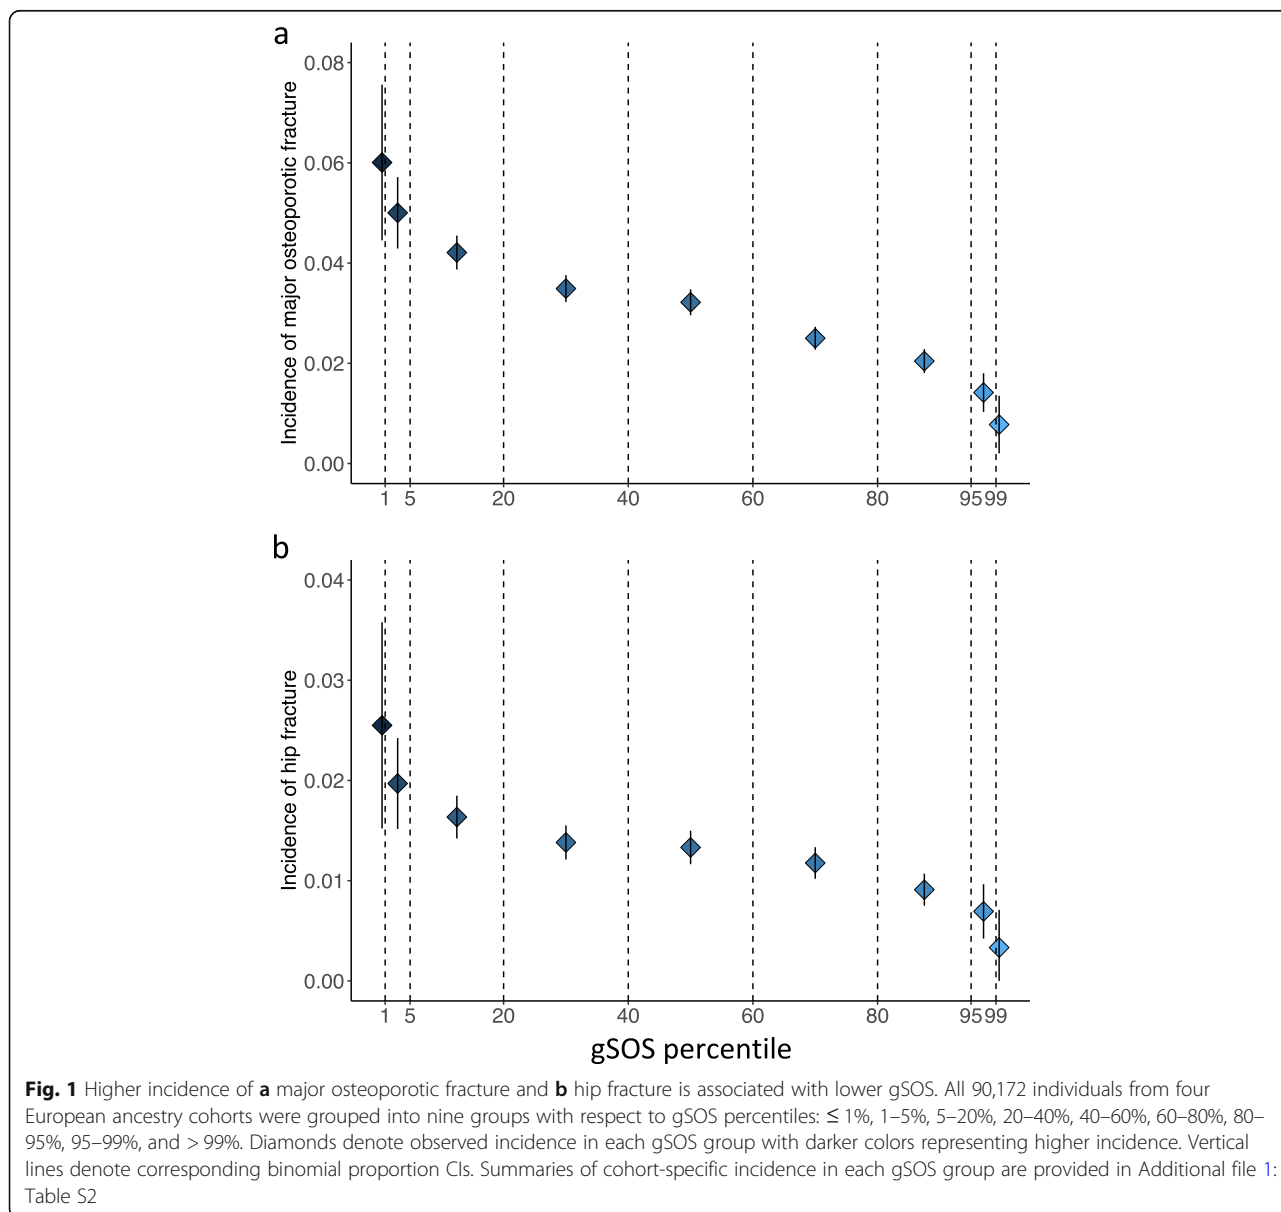 a
0.08
0.06
0.04
0.02
0.00
Incidence of major osteoporotic fracture
1 5 20 40 60 80 95 99
b
0.04
0.03
0.02
0.01
0.00
Incidence of hip fracture
1 5 20 40 60 80 95 99
gSOS percentile
Fig. 1 Higher incidence of a major osteoporotic fracture and b hip fracture is associated with lower gSOS. All 90,172 individuals from four
European ancestry cohorts were grouped into nine groups with respect to gSOS percentiles: ≤ 1%, 1–5%, 5–20%, 20–40%, 40–60%, 60–80%, 80–
95%, 95–99%, and > 99%. Diamonds denote observed incidence in each gSOS group with darker colors representing higher incidence. Vertical
lines denote corresponding binomial proportion CIs. Summaries of cohort-specific incidence in each gSOS group are provided in Additional file 1:
Table S2